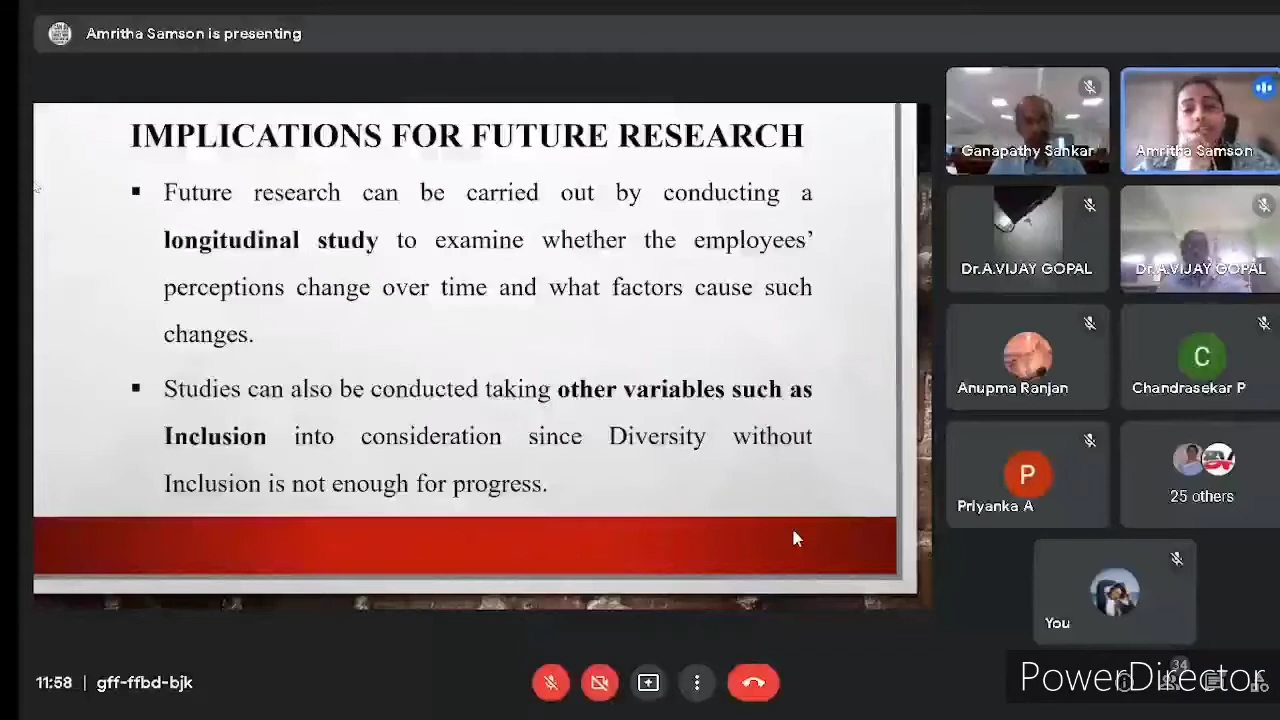 Amritha Samson is presenting
IMPLICATIONS FOR FUTURE RESEARCH
▪ Future research can be carried out by conducting a
longitudinal study to examine whether the employees’
perceptions change over time and what factors cause such
changes.
▪ Studies can also be conducted taking other variables such as
Inclusion into consideration since Diversity without
Inclusion is not enough for progress.
Ganapathy Sankar
Amritha Samson
Dr.A.VIJAY GOPAL
Dr.A.VIJAY GOPAL
Anupma Ranjan
C
Chandrasekar P
P
Priyanka A
25 others
You
11:58 | gff-ffbd-bjk
34
PowerDirector